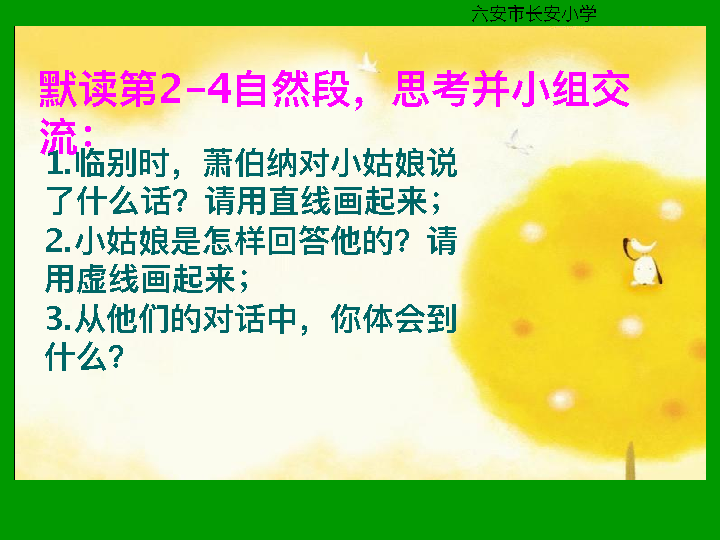 六安市长安小学
默读第2-4自然段，思考并小组交
流：
1.临别时，萧伯纳对小姑娘说
了什么话？请用直线画起来；
2.小姑娘是怎样回答他的？请
用虚线画起来；
3.从他们的对话中，你体会到
什么？